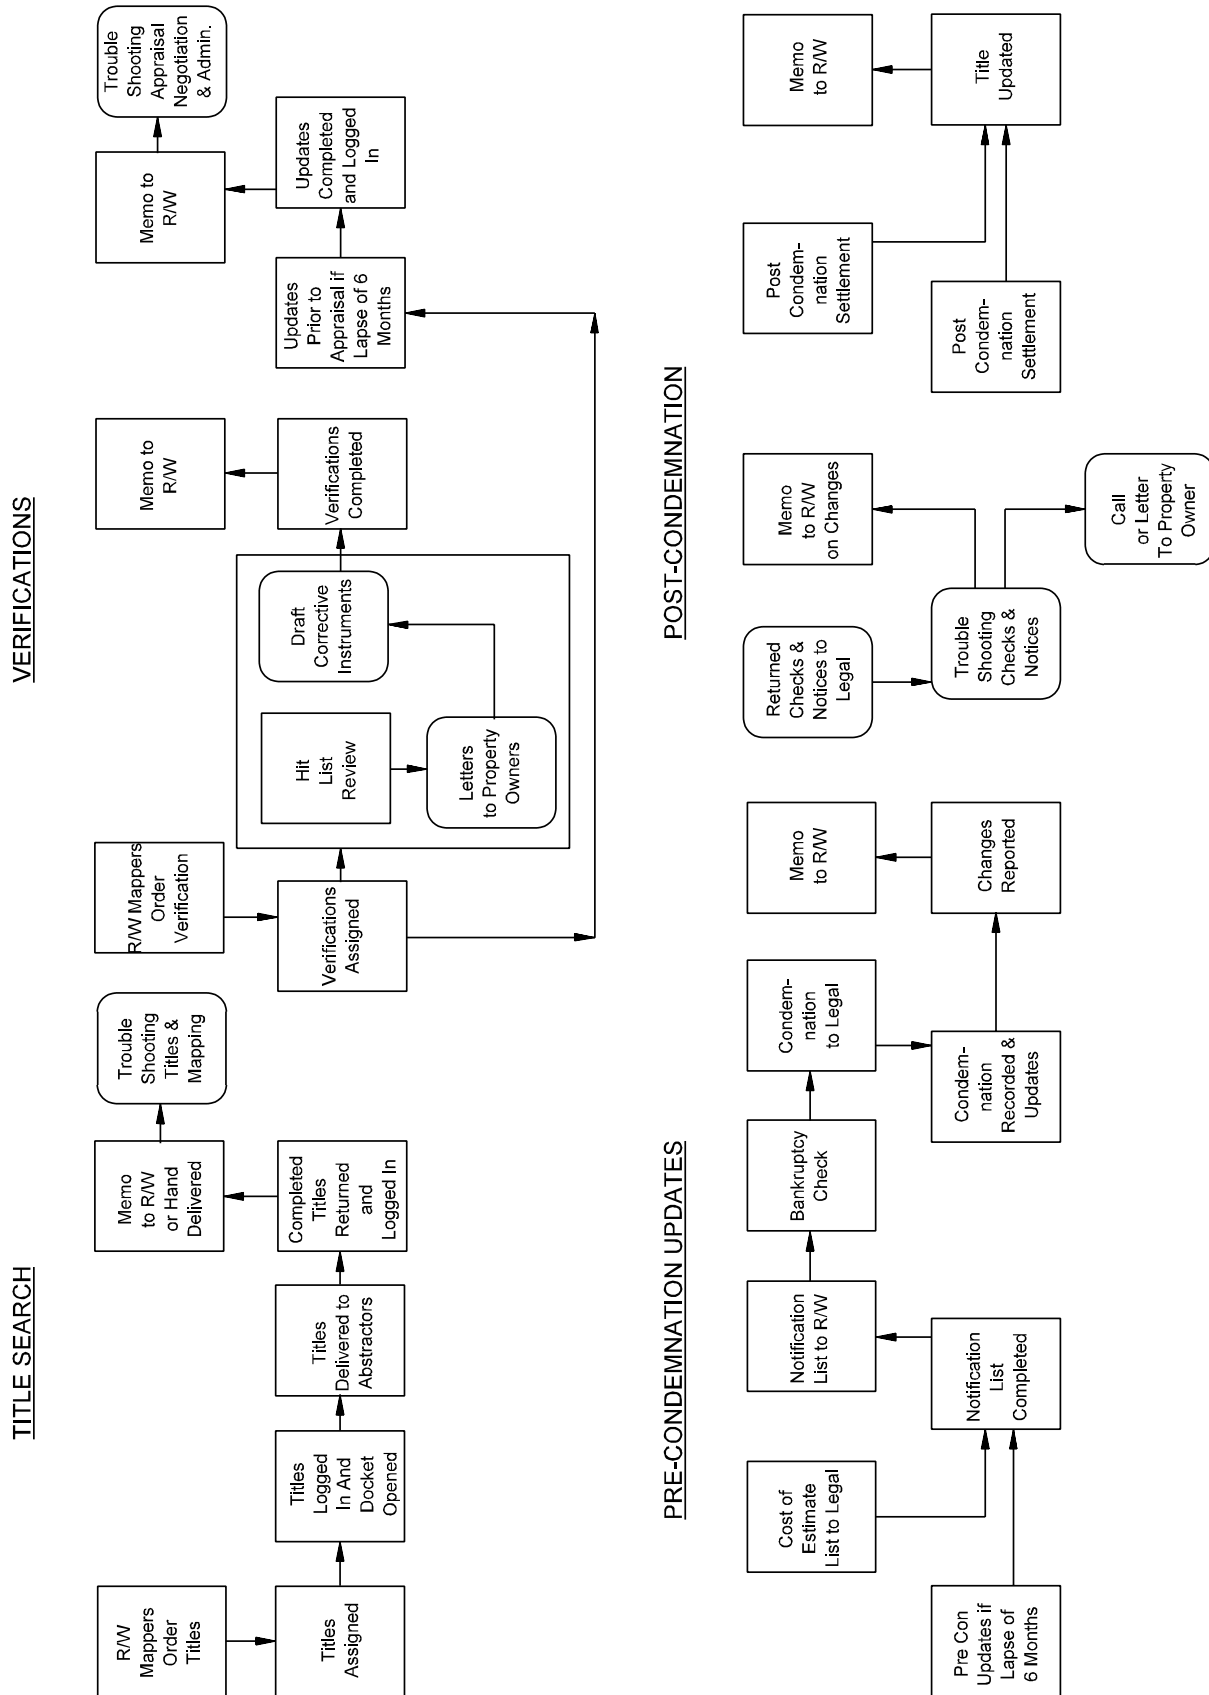 TITLE SEARCH
R/W
Mappers
Order
Titles
Titles
Assigned
Titles
Logged
In And
Docket
Opened
Titles
Delivered to
Abstractors
Completed
Titles
Returned
and
Logged In
Memo
to R/W
or Hand
Delivered
Trouble
Shooting
Titles &
Mapping
VERIFICATIONS
R/W Mappers
Order
Verification
Verifications
Assigned
Hit
List
Review
Letters
to Property
Owners
Draft
Corrective
Instruments
Verifications
Completed
Memo to
R/W
Updates
Prior to
Appraisal if
Lapse of 6
Months
Updates
Completed
and Logged
In
Memo to
R/W
Trouble
Shooting
Appraisal
Negotiation
& Admin.
PRE-CONDEMNATION UPDATES
Pre Con
Updates if
Lapse of
6 Months
Cost of
Estimate
List to Legal
Notification
List
Completed
Notification
List to R/W
Bankruptcy
Check
Condem-
nation
to Legal
Condem-
nation
Recorded &
Updates
Changes
Reported
Memo
to R/W
POST-CONDEMNATION
Returned
Checks &
Notices to
Legal
Trouble
Shooting
Checks &
Notices
Memo
to R/W
on Changes
Call
or Letter
To Property
Owner
Post
Condem-
nation
Settlement
Post
Condem-
nation
Settlement
Title
Updated
Memo
to R/W